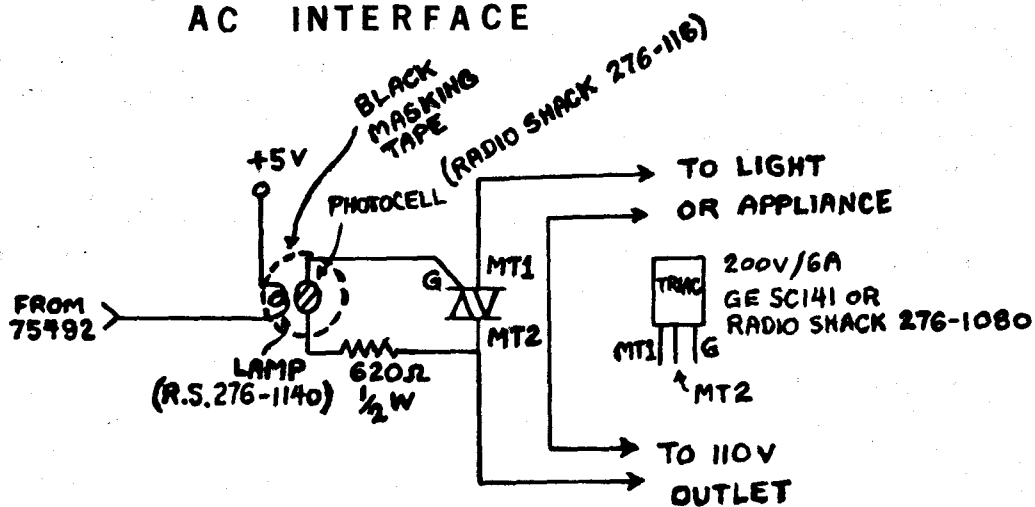 AC INTERFACE
BLACK
MASKING
TAPE
(RADIO SHACK 276-116)
+5V
PHOTOCELL
TO LIGHT
OR APPLIANCE
G
MT1
MT2
FROM
75492
LAMP
(R.S. 276-1140)
620Ω
1/2 W
TRIAC
200V/6A
GE SC141 OR
RADIO SHACK 276-1080
MT1
G
MT2
TO 110V
OUTLET